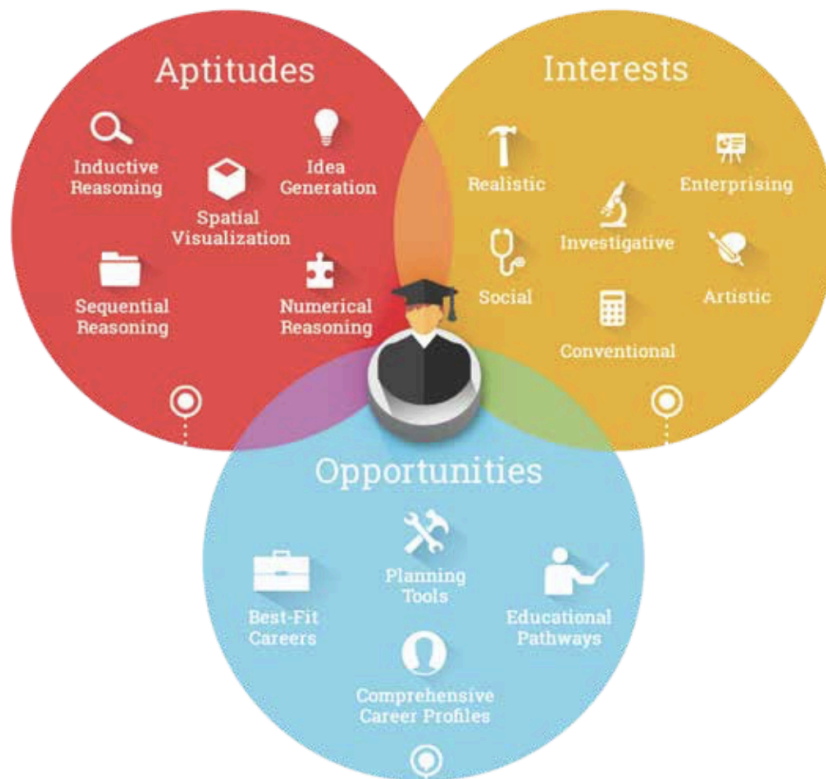 Aptitudes
Inductive
Reasoning
Idea
Generation
Spatial
Visualization
Sequential
Reasoning
Numerical
Reasoning
Interests
Realistic
Enterprising
Investigative
Social
Artistic
Conventional
Opportunities
Best-Fit
Careers
Planning
Tools
Educational
Pathways
Comprehensive
Career Profiles